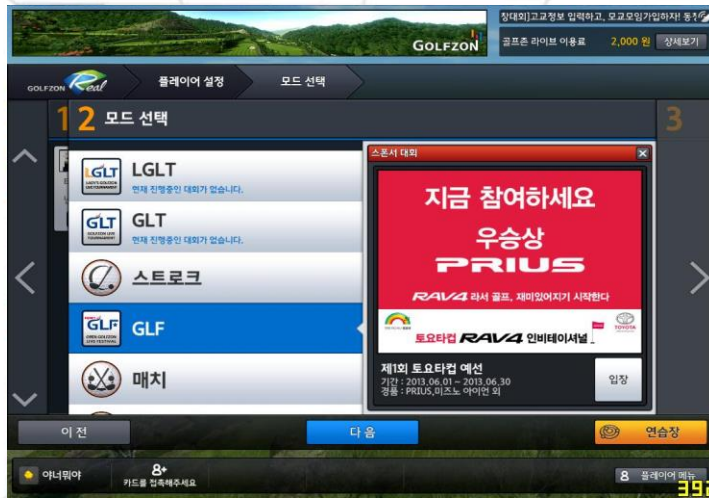 창대회]고교정보 입력하고, 모교모임가입하자! 동창
GOLFZON
골프존 라이브 이용료 2,000 원 상세보기
GOLFZON Real 플레이어 설정 모드 선택
1 2 모드 선택 3
스폰서 대회
LGLT
LGLT
현재 진행중인 대회가 없습니다.
GLT
GLT
현재 진행중인 대회가 없습니다.
스트로크
GLF
GLF
매치
지금 참여하세요
우승상
PRIUS
RAV4 라서 골프, 재미있어지기 시작한다
토요타컵 RAV4 인비테이셔널
TOYOTA
제1회 토요타컵 예선
기간 : 2013.06.01 ~ 2013.06.30
경품 : PRIUS,미즈노 아이언 외
입장
이전
다음
연습장
야너뭐야
8+
카드를 접촉해주세요
8 플레이어 메뉴
392